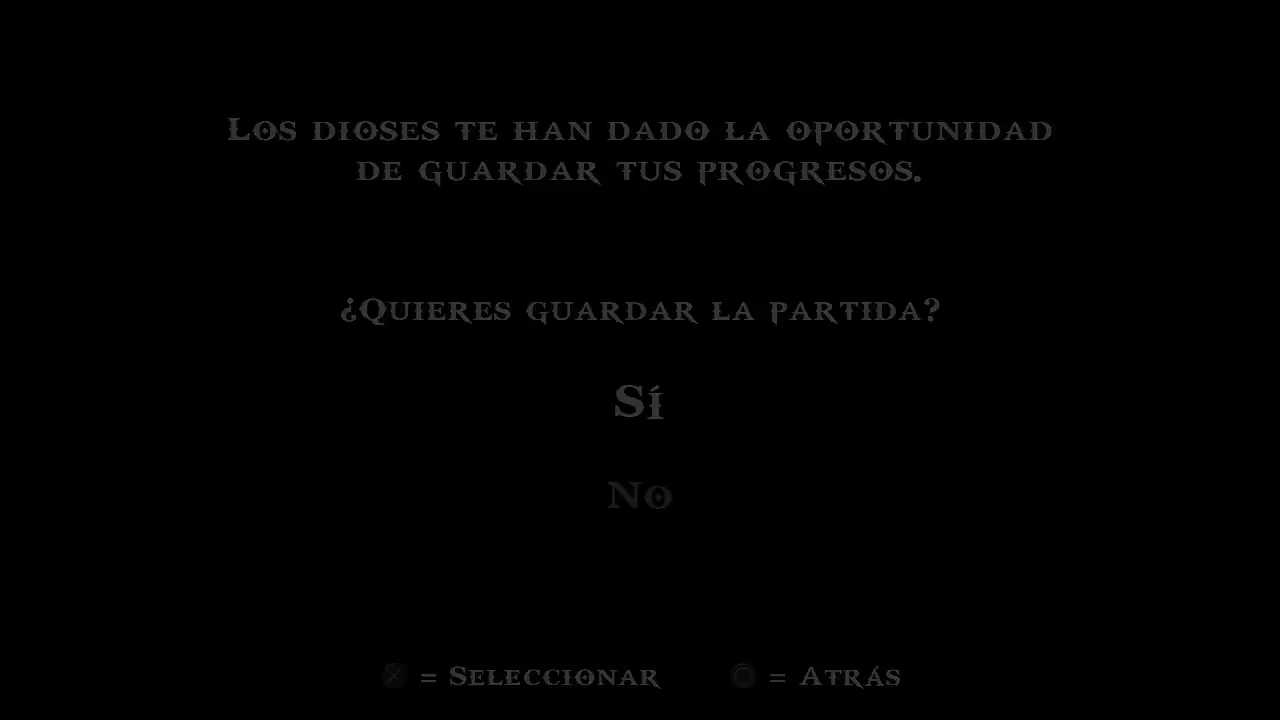 Los dioses te han dado la oportunidad
de guardar tus progresos.
¿Quieres guardar la partida?
Sí
No
= Seleccionar = Atrás